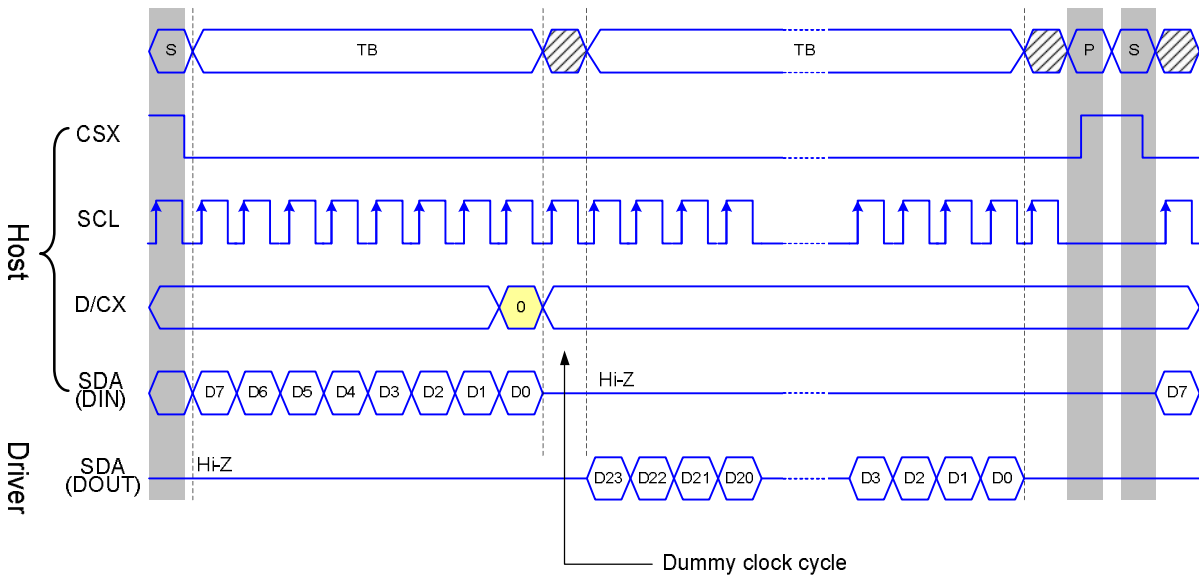 S TB TB P S
CSX
SCL
D/CX 0
SDA
(DIN) D7 D6 D5 D4 D3 D2 D1 D0 Hi-Z D7
SDA
(DOUT) Hi-Z D23 D22 D21 D20 D3 D2 D1 D0
Host
Driver
Dummy clock cycle